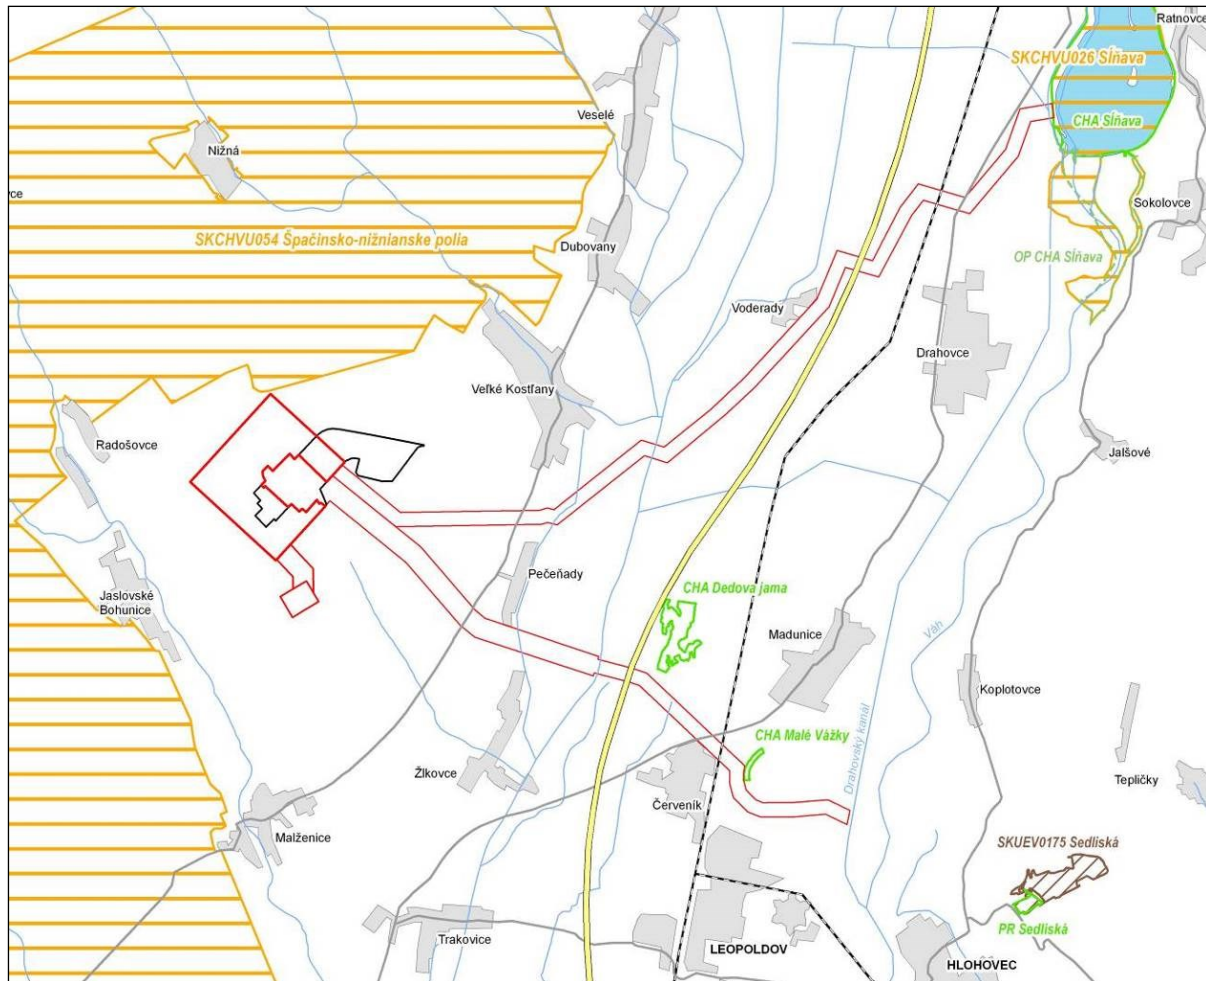 Ratnovce
SKCHVU026 Sĺňava
CHA Sĺňava
Veselé
Nižná
vce
Sokolovce
SKCHVU054 Špačinsko-nižnianske polia
Dubovany
OP CHA Sĺňava
Voderady
Drahovce
Veľké Kostľany
Radošovce
Jalšové
Pečeňady
CHA Dedova jama
Jaslovské
Bohunice
Madunice
Váh
Koplotovce
CHA Malé Vážky
Drahovský kanál
Žlkovce
Tepličky
Červeník
Malženice
SKUEV0175 Sedliská
PR Sedliská
Trakovice
LEOPOLDOV
HLOHOVEC